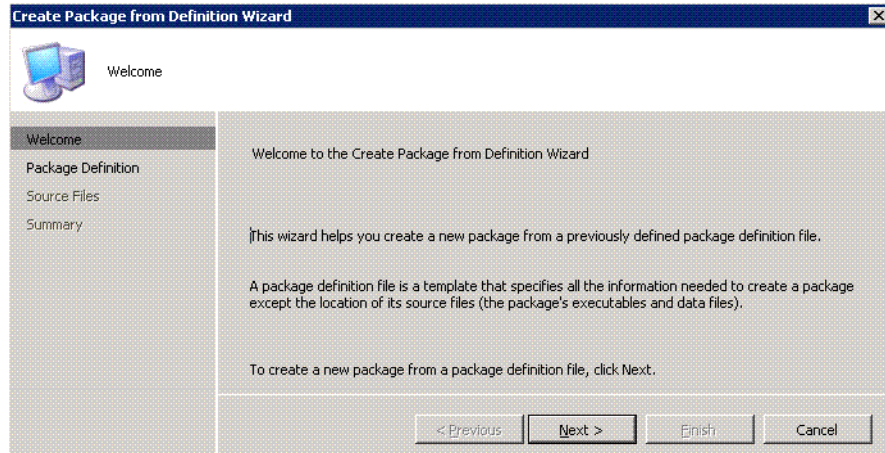 Create Package from Definition Wizard
Welcome
Welcome
Package Definition
Source Files
Summary
Welcome to the Create Package from Definition Wizard
This wizard helps you create a new package from a previously defined package definition file.
A package definition file is a template that specifies all the information needed to create a package
except the location of its source files (the package's executables and data files).
To create a new package from a package definition file, click Next.
< Previous
Next >
Finish
Cancel